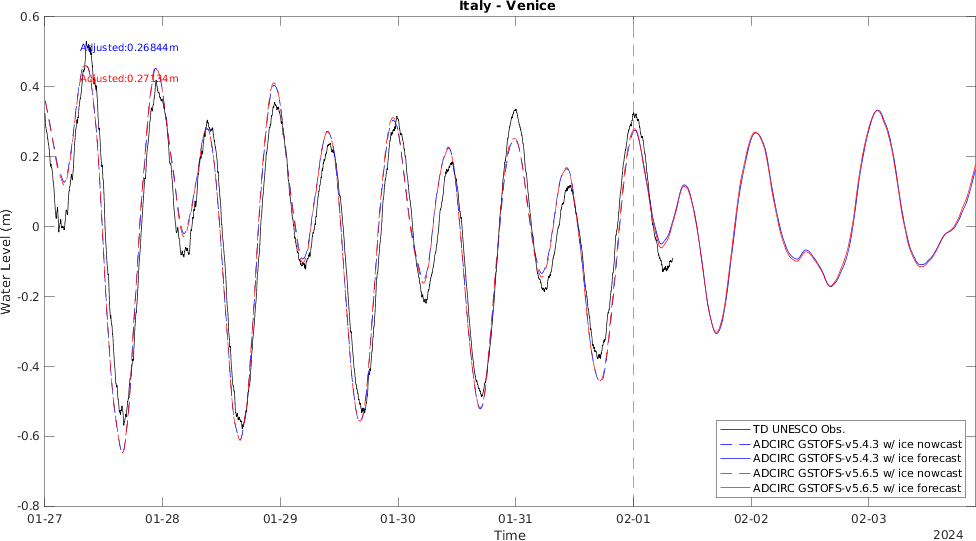 Italy - Venice
0.6
0.4
0.2
0
-0.2
-0.4
-0.6
-0.8
Water Level (m)
Adjusted:0.26844m
Adjusted:0.27134m
TD UNESCO Obs.
ADCIRC GSTOFS-v5.4.3 w/ ice nowcast
ADCIRC GSTOFS-v5.4.3 w/ ice forecast
ADCIRC GSTOFS-v5.6.5 w/ ice nowcast
ADCIRC GSTOFS-v5.6.5 w/ ice forecast
01-27 01-28 01-29 01-30 01-31 02-01 02-02 02-03
Time
2024